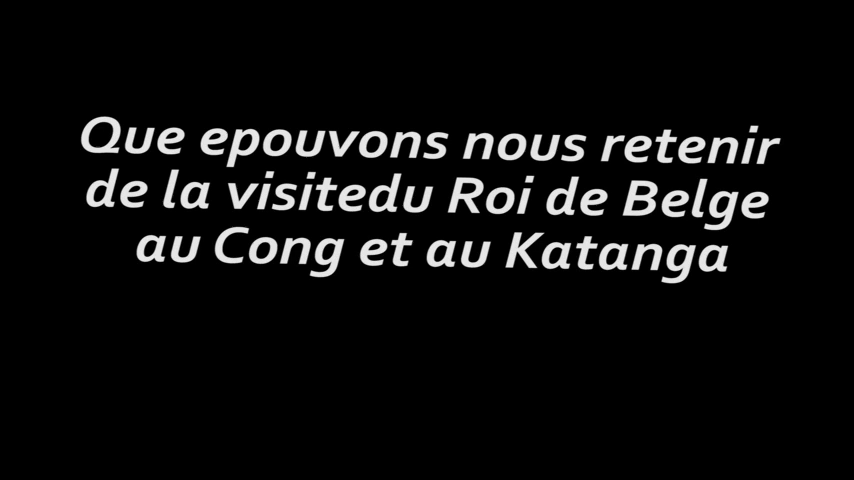 Que epouvons nous retenir
de la visitedu Roi de Belge
au Cong et au Katanga